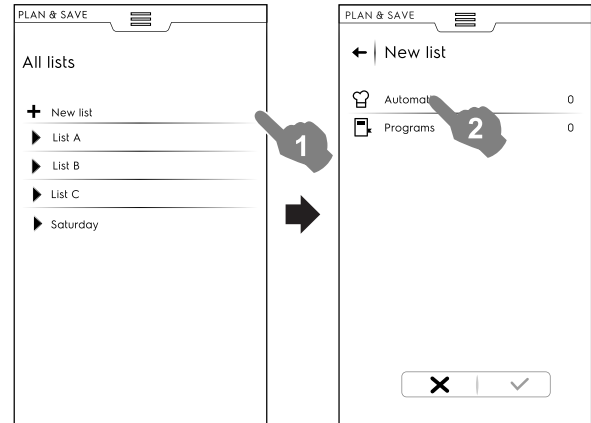 PLAN & SAVE
All lists
New list
List A
List B
List C
Saturday
1
PLAN & SAVE
New list
Automat 0
Programs 0
2